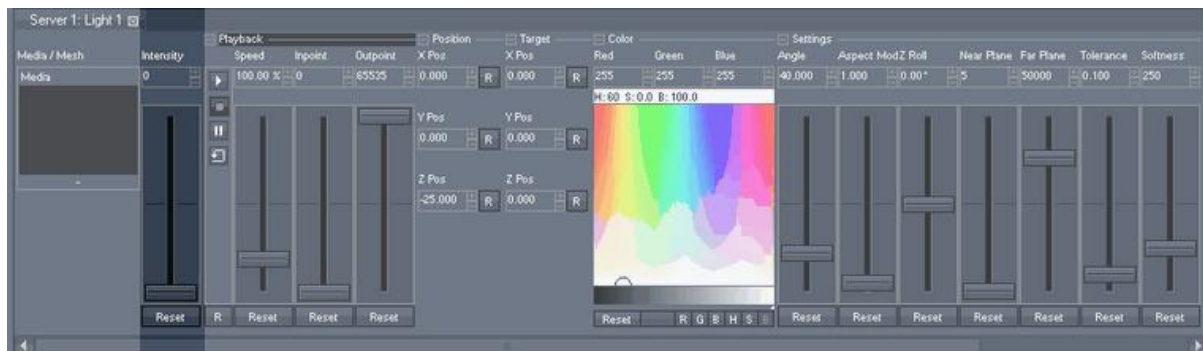 Server 1: Light 1
Playback Position Target Color Settings
Media / Mesh Intensity Speed Inpoint Outpoint X Pos X Pos Red Green Blue Angle Aspect Mod Z Roll Near Plane Far Plane Tolerance Softness
Media 0 100.00 % 0 65535 0.000 R 0.000 R 255 255 255 40.000 1.000 0.00° 5 50000 0.100 250
H: 60 S: 0.0 B: 100.0
Y Pos Y Pos
0.000 R 0.000 R
Z Pos Z Pos
-25.000 R 0.000 R
Reset R Reset Reset Reset Reset R G B H S B Reset Reset Reset Reset Reset Reset Reset